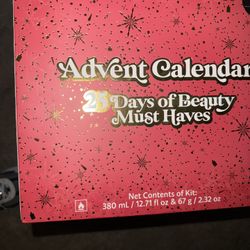 Advent Calendar
25 Days of Beauty
Must Haves
Net Contents of Kit:
380 mL / 12.71 fl oz & 67 g / 2.32 oz